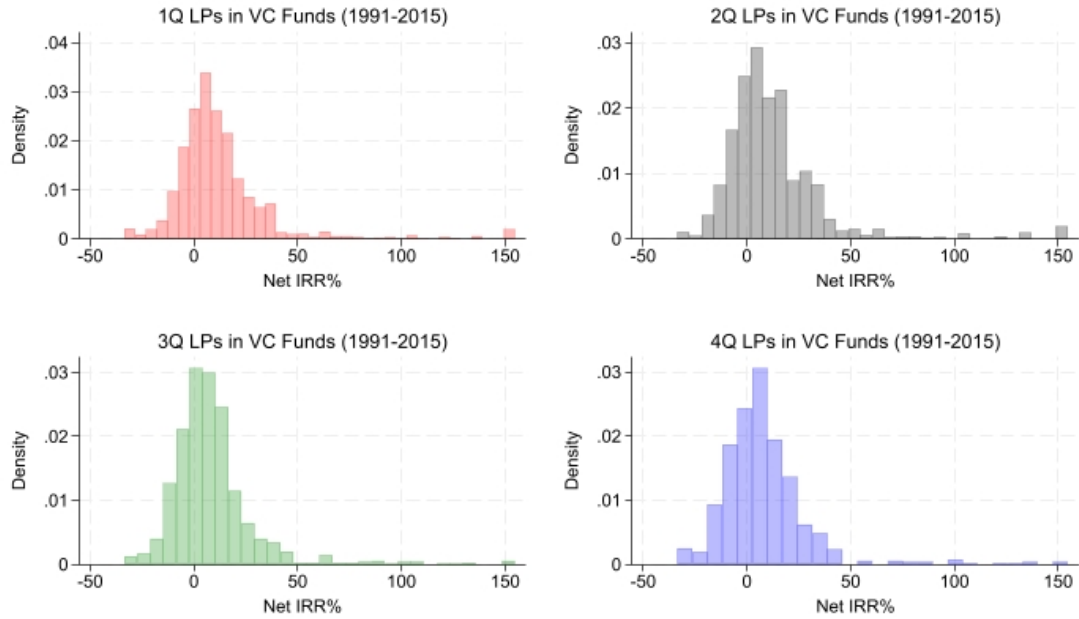 1Q LPs in VC Funds (1991-2015)
.04
.03
.02
.01
0
Density
-50 0 50 100 150
Net IRR%
2Q LPs in VC Funds (1991-2015)
.03
.02
.01
0
Density
-50 0 50 100 150
Net IRR%
3Q LPs in VC Funds (1991-2015)
.03
.02
.01
0
Density
-50 0 50 100 150
Net IRR%
4Q LPs in VC Funds (1991-2015)
.03
.02
.01
0
Density
-50 0 50 100 150
Net IRR%